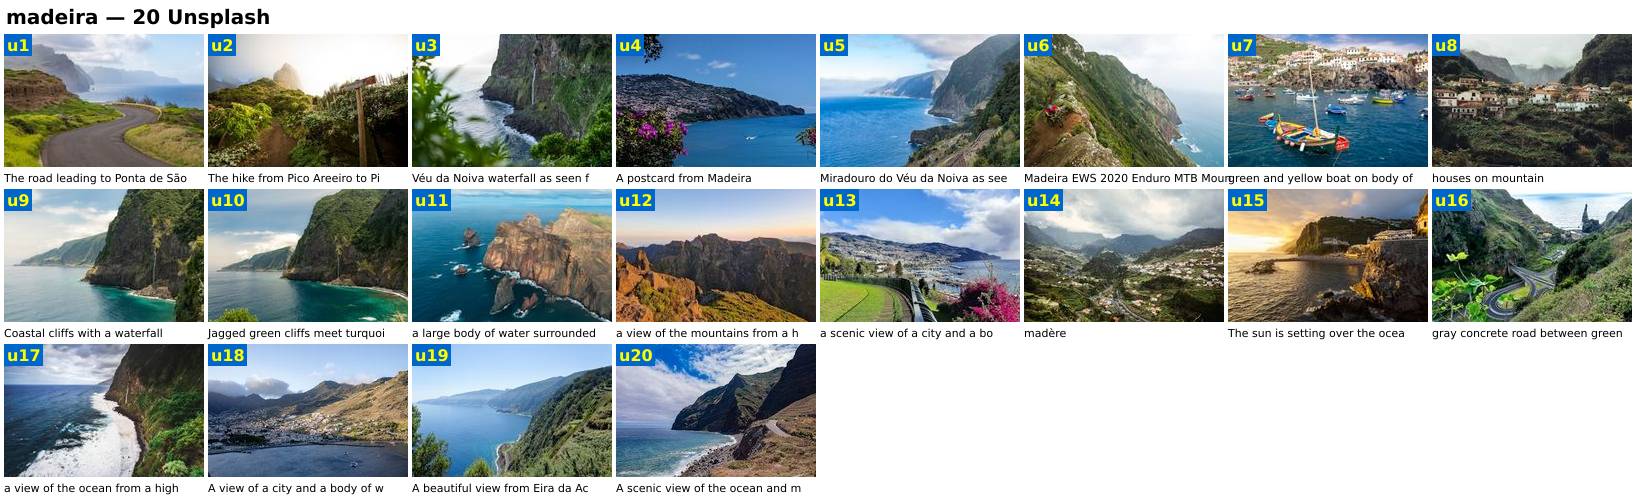 madeira — 20 Unsplash
u1 u2 u3 u4 u5 u6 u7 u8
The road leading to Ponta de São
The hike from Pico Areeiro to Pi
Véu da Noiva waterfall as seen f
A postcard from Madeira
Miradouro do Véu da Noiva as see
Madeira EWS 2020 Enduro MTB Moun
green and yellow boat on body of
houses on mountain
u9 u10 u11 u12 u13 u14 u15 u16
Coastal cliffs with a waterfall
Jagged green cliffs meet turquoi
a large body of water surrounded
a view of the mountains from a h
a scenic view of a city and a bo
madère
The sun is setting over the ocea
gray concrete road between green
u17 u18 u19 u20
a view of the ocean from a high
A view of a city and a body of w
A beautiful view from Eira da Ac
A scenic view of the ocean and m